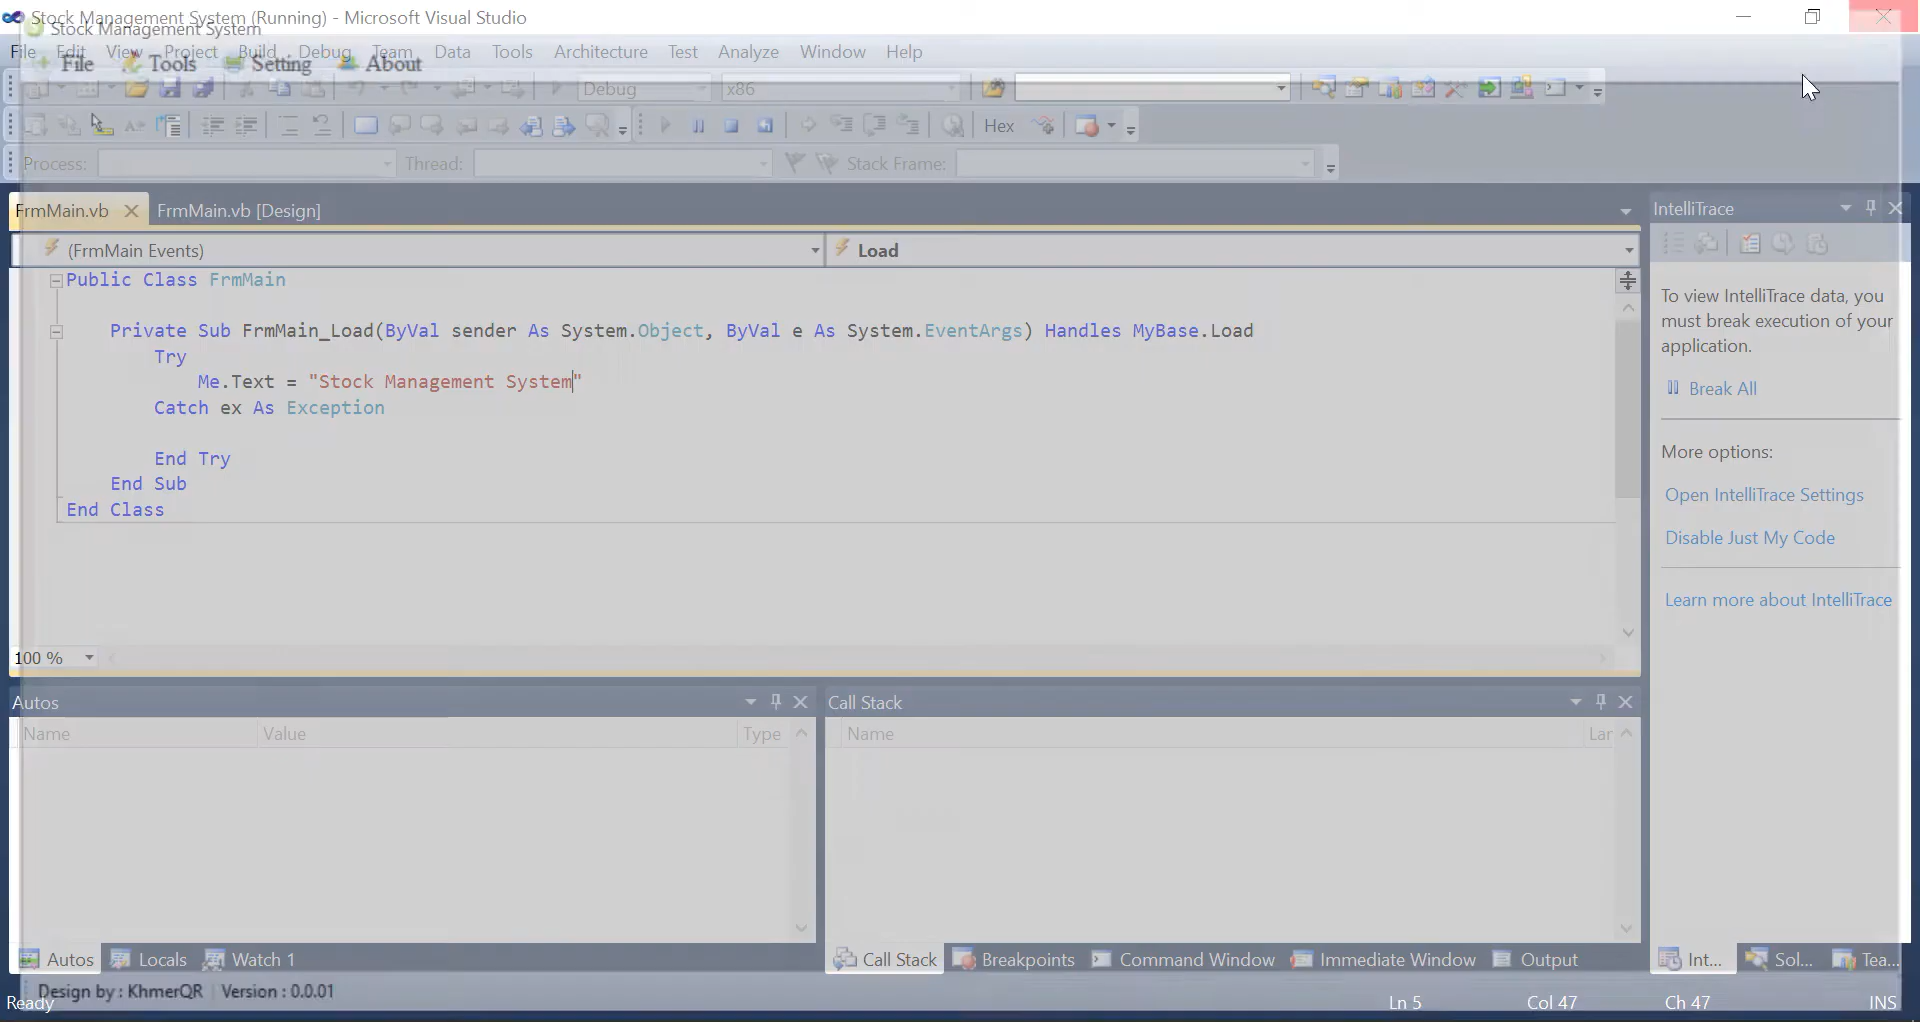 Stock Management System (Running) - Microsoft Visual Studio
Stock Management System
File Edit View Project Build Debug Team Data Tools Architecture Test Analyze Window Help
File Tools Setting About
Debug x86
Hex
Process: Thread: Stack Frame:
FrmMain.vb FrmMain.vb [Design]
(FrmMain Events) Load
Public Class FrmMain
Private Sub FrmMain_Load(ByVal sender As System.Object, ByVal e As System.EventArgs) Handles MyBase.Load
Try
Me.Text = "Stock Management System"
Catch ex As Exception
End Try
End Sub
End Class
100 %
IntelliTrace
To view IntelliTrace data, you
must break execution of your
application.
Break All
More options:
Open IntelliTrace Settings
Disable Just My Code
Learn more about IntelliTrace
Autos
Name Value Type
Call Stack
Name Lar
Autos Locals Watch 1
Call Stack Breakpoints Command Window Immediate Window Output
Int... Sol... Tea...
Design by : KhmerQR Version : 0.0.01
Ready Ln 5 Col 47 Ch 47 INS